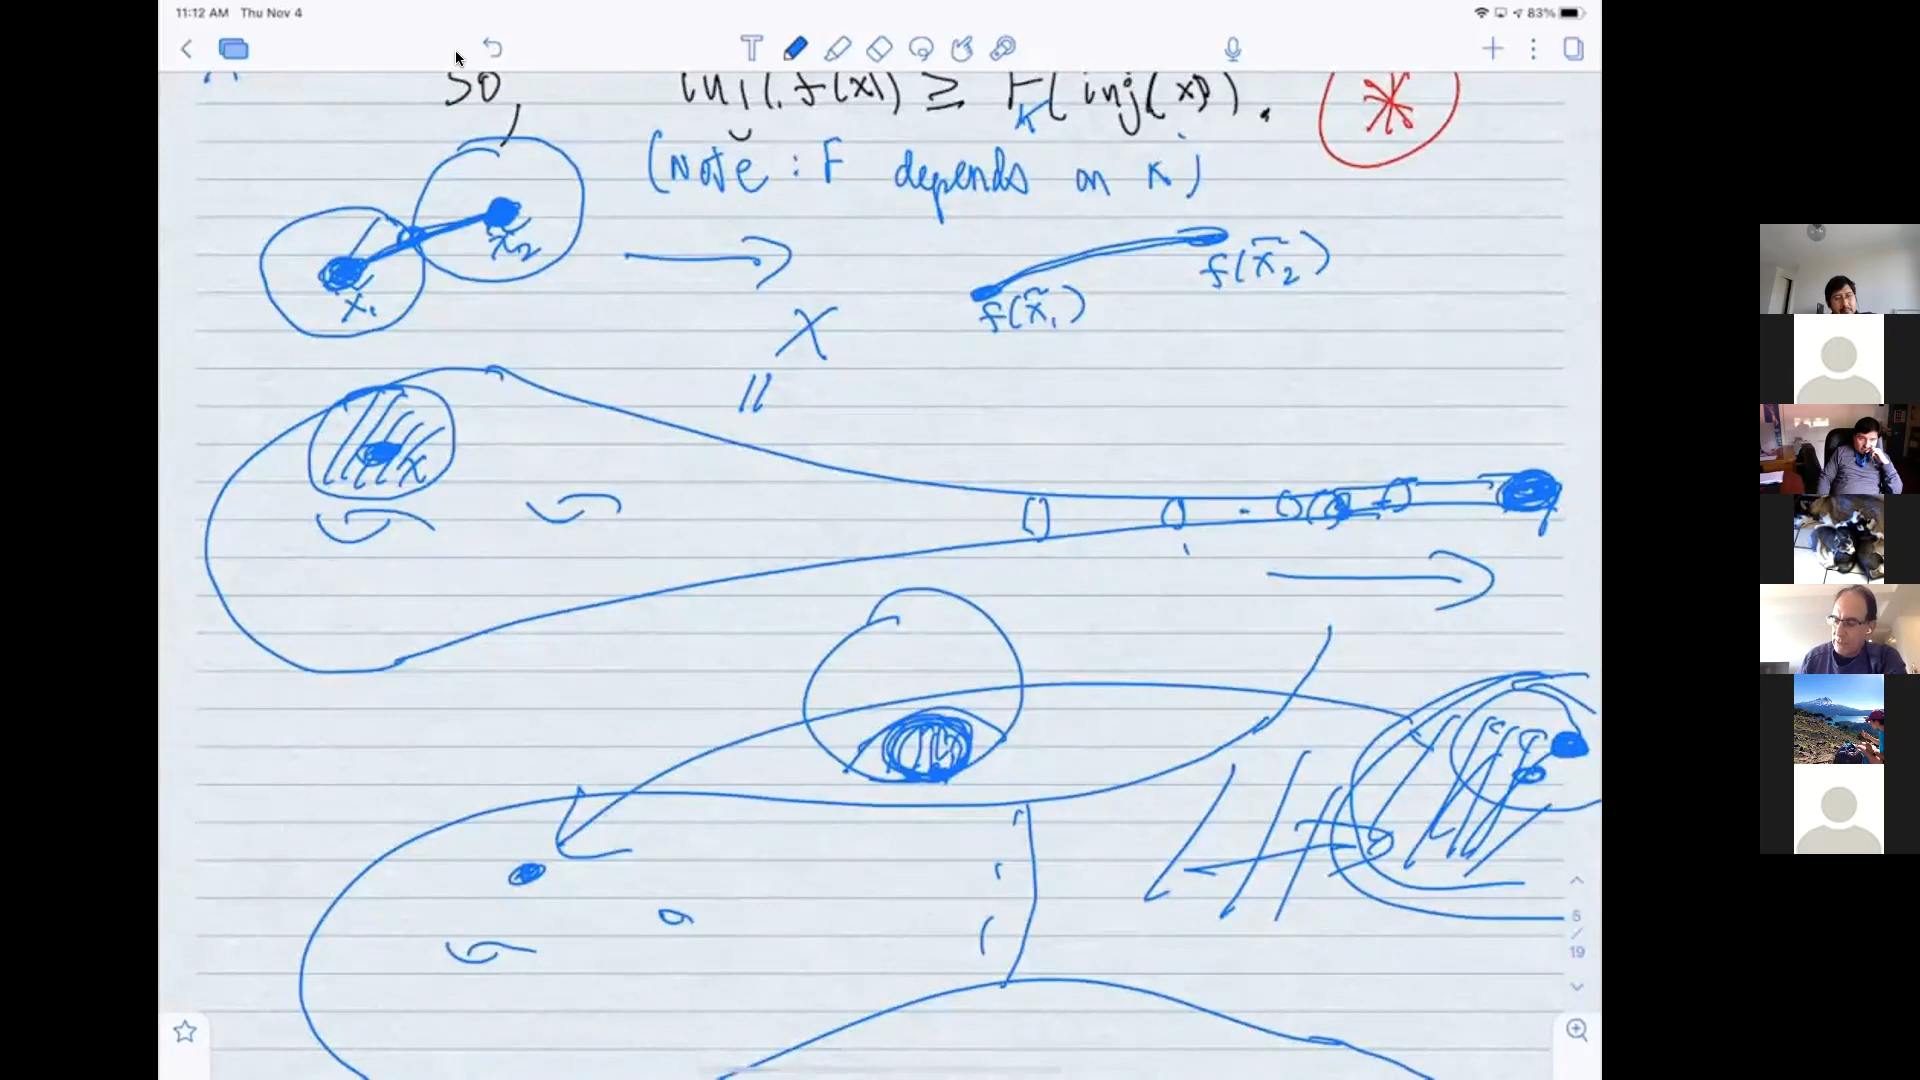 11:12 AM Thu Nov 4
83%
T
So, inj(f(x)) ≥ F_K(inj(x)).
(Note: F depends on K)
x̃₂
x̃₁
f(x̃₂)
f(x̃₁)
X
||
x
5
/
19